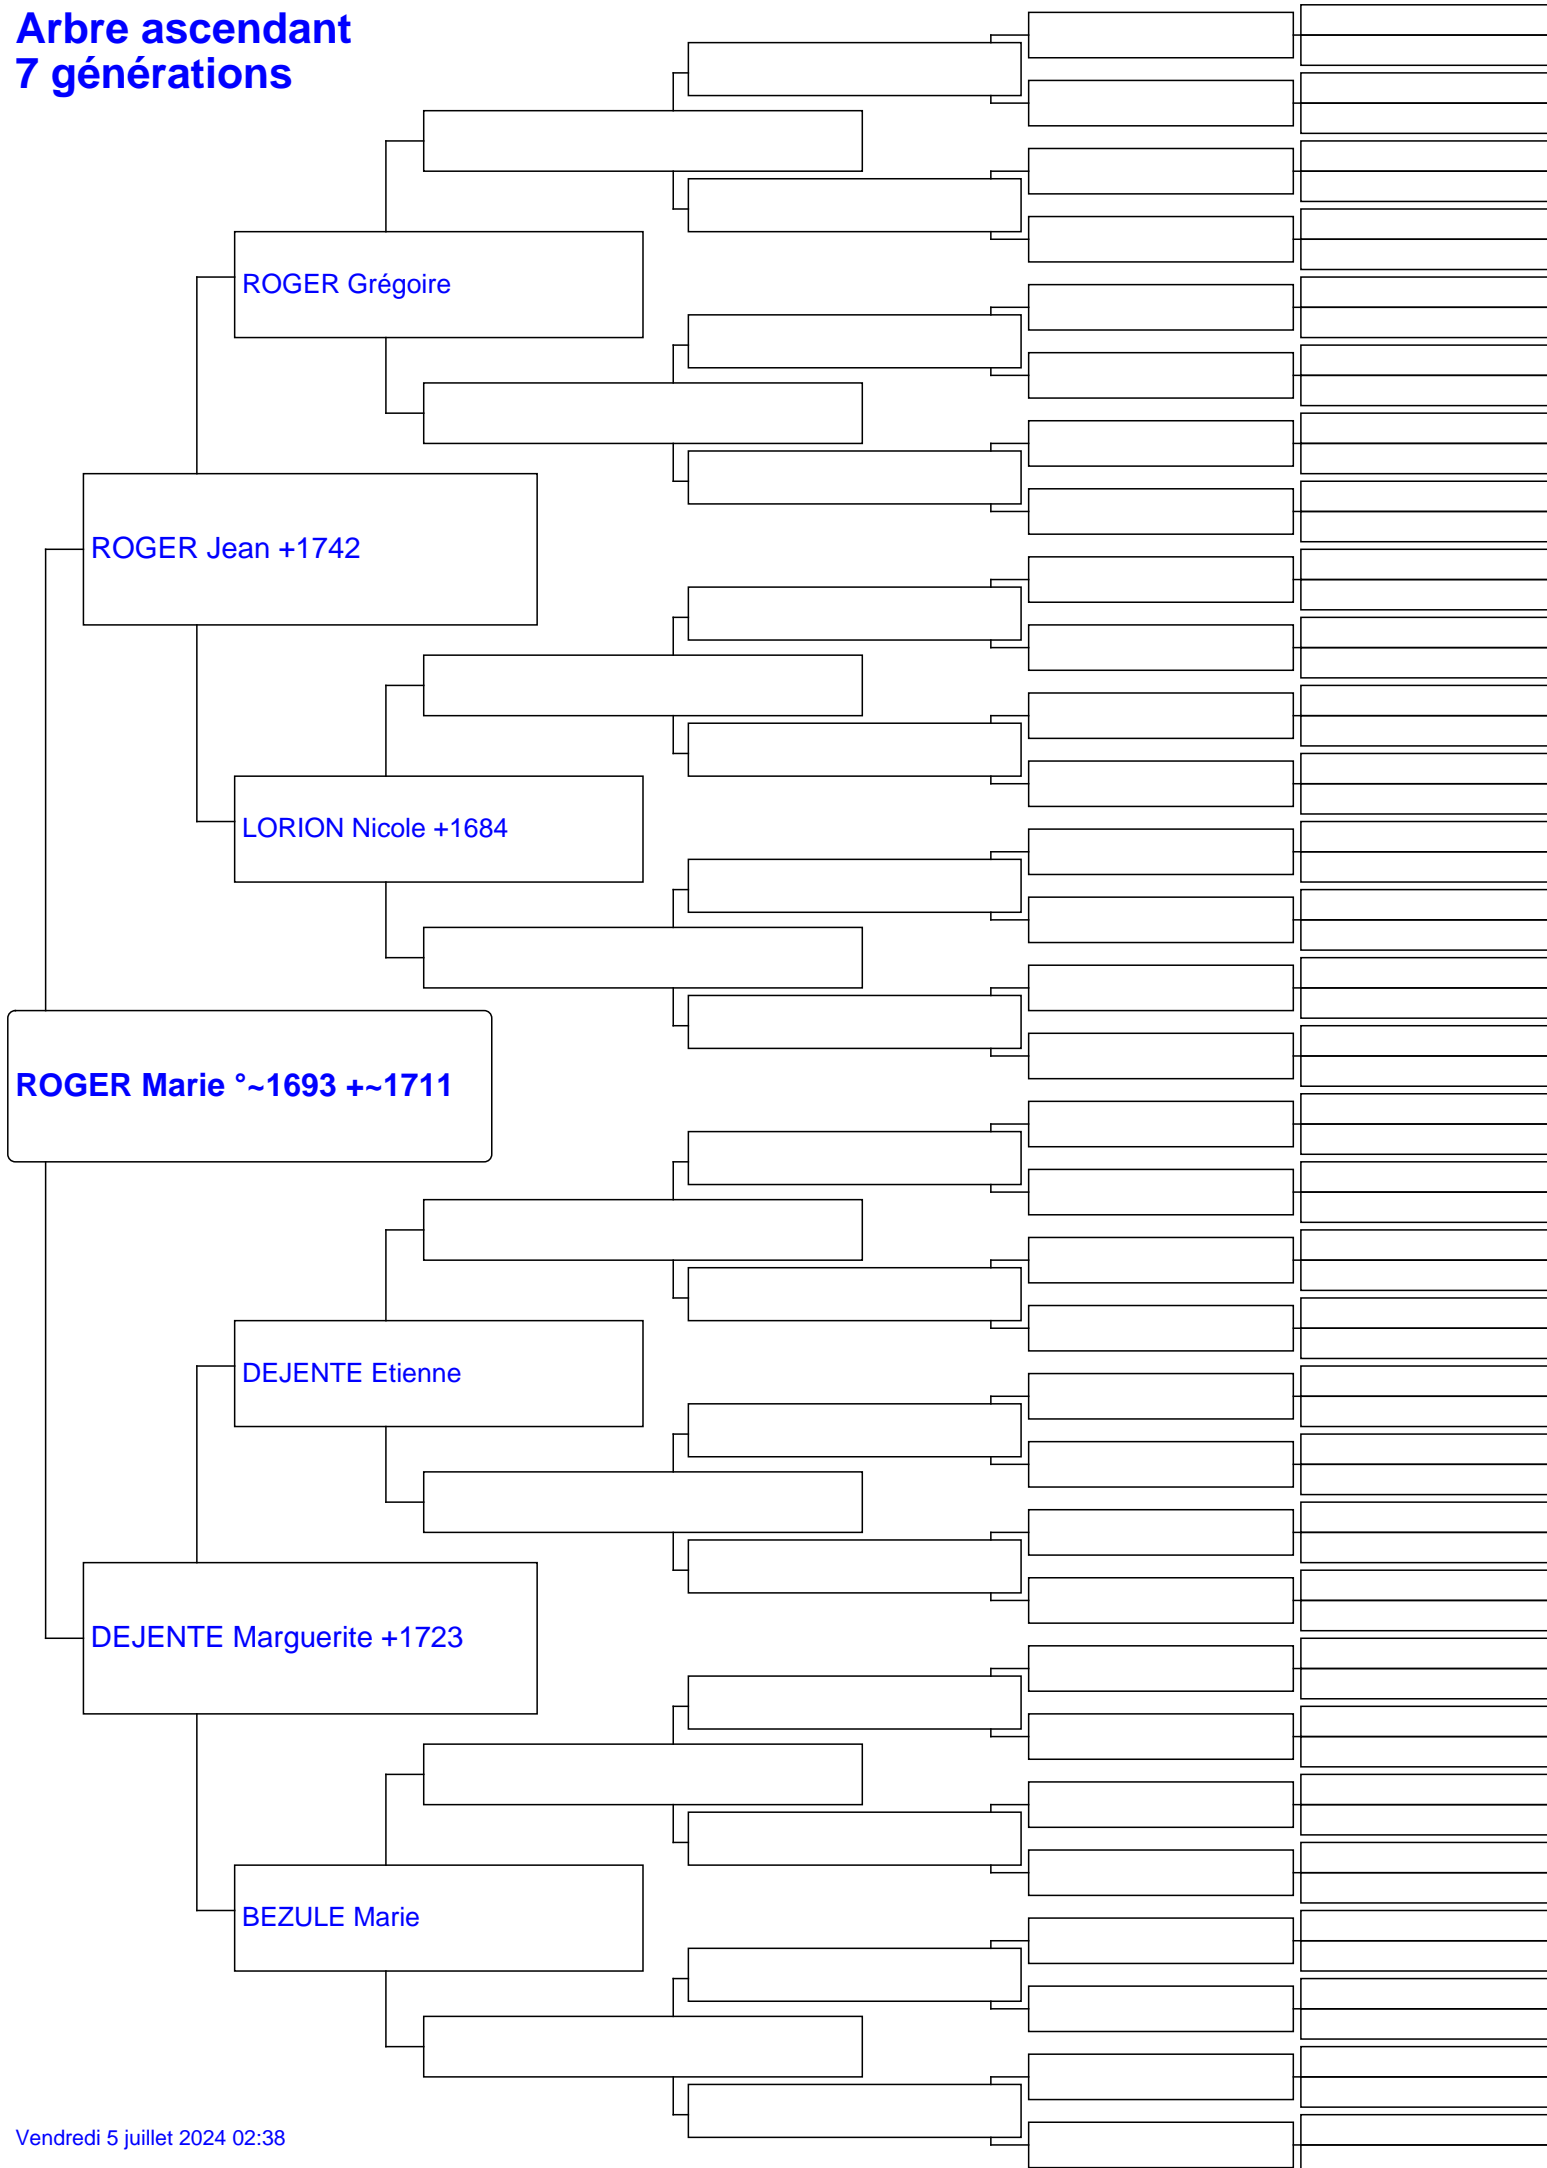 Arbre ascendant
7 générations
ROGER Grégoire
ROGER Jean +1742
LORION Nicole +1684
ROGER Marie °~1693 +~1711
DEJENTE Etienne
DEJENTE Marguerite +1723
BEZULE Marie
Vendredi 5 juillet 2024 02:38